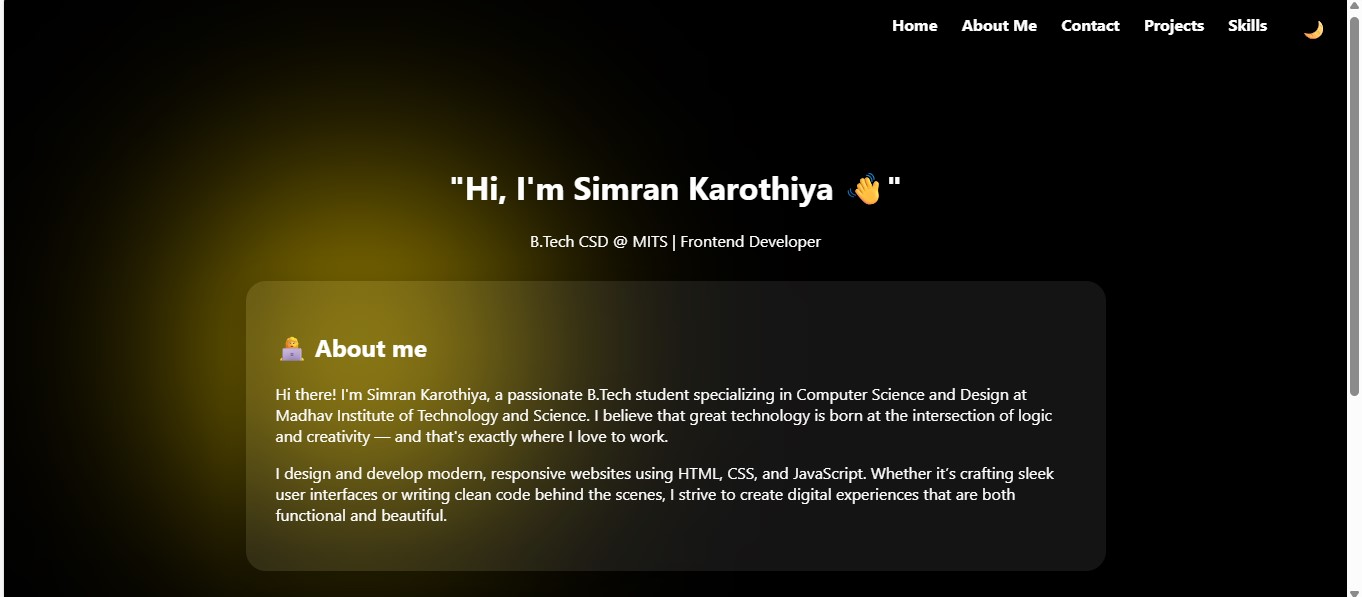 Home About Me Contact Projects Skills
"Hi, I'm Simran Karothiya 👋"
B.Tech CSD @ MITS | Frontend Developer
About me
Hi there! I'm Simran Karothiya, a passionate B.Tech student specializing in Computer Science and Design at
Madhav Institute of Technology and Science. I believe that great technology is born at the intersection of logic
and creativity — and that's exactly where I love to work.
I design and develop modern, responsive websites using HTML, CSS, and JavaScript. Whether it’s crafting sleek
user interfaces or writing clean code behind the scenes, I strive to create digital experiences that are both
functional and beautiful.